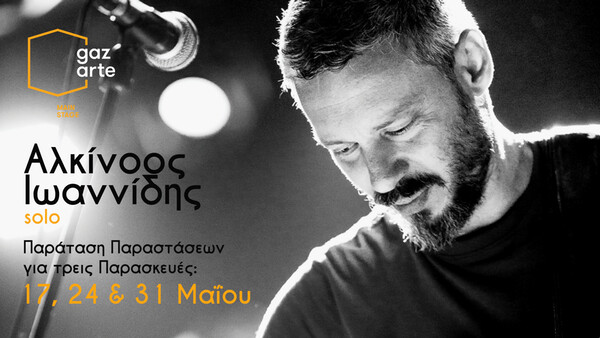 gaz
arte
Αλκίνοος
Ιωαννίδης
solo
Παράταση Παραστάσεων
για τρεις Παρασκευές:
17, 24 & 31 Μαΐου